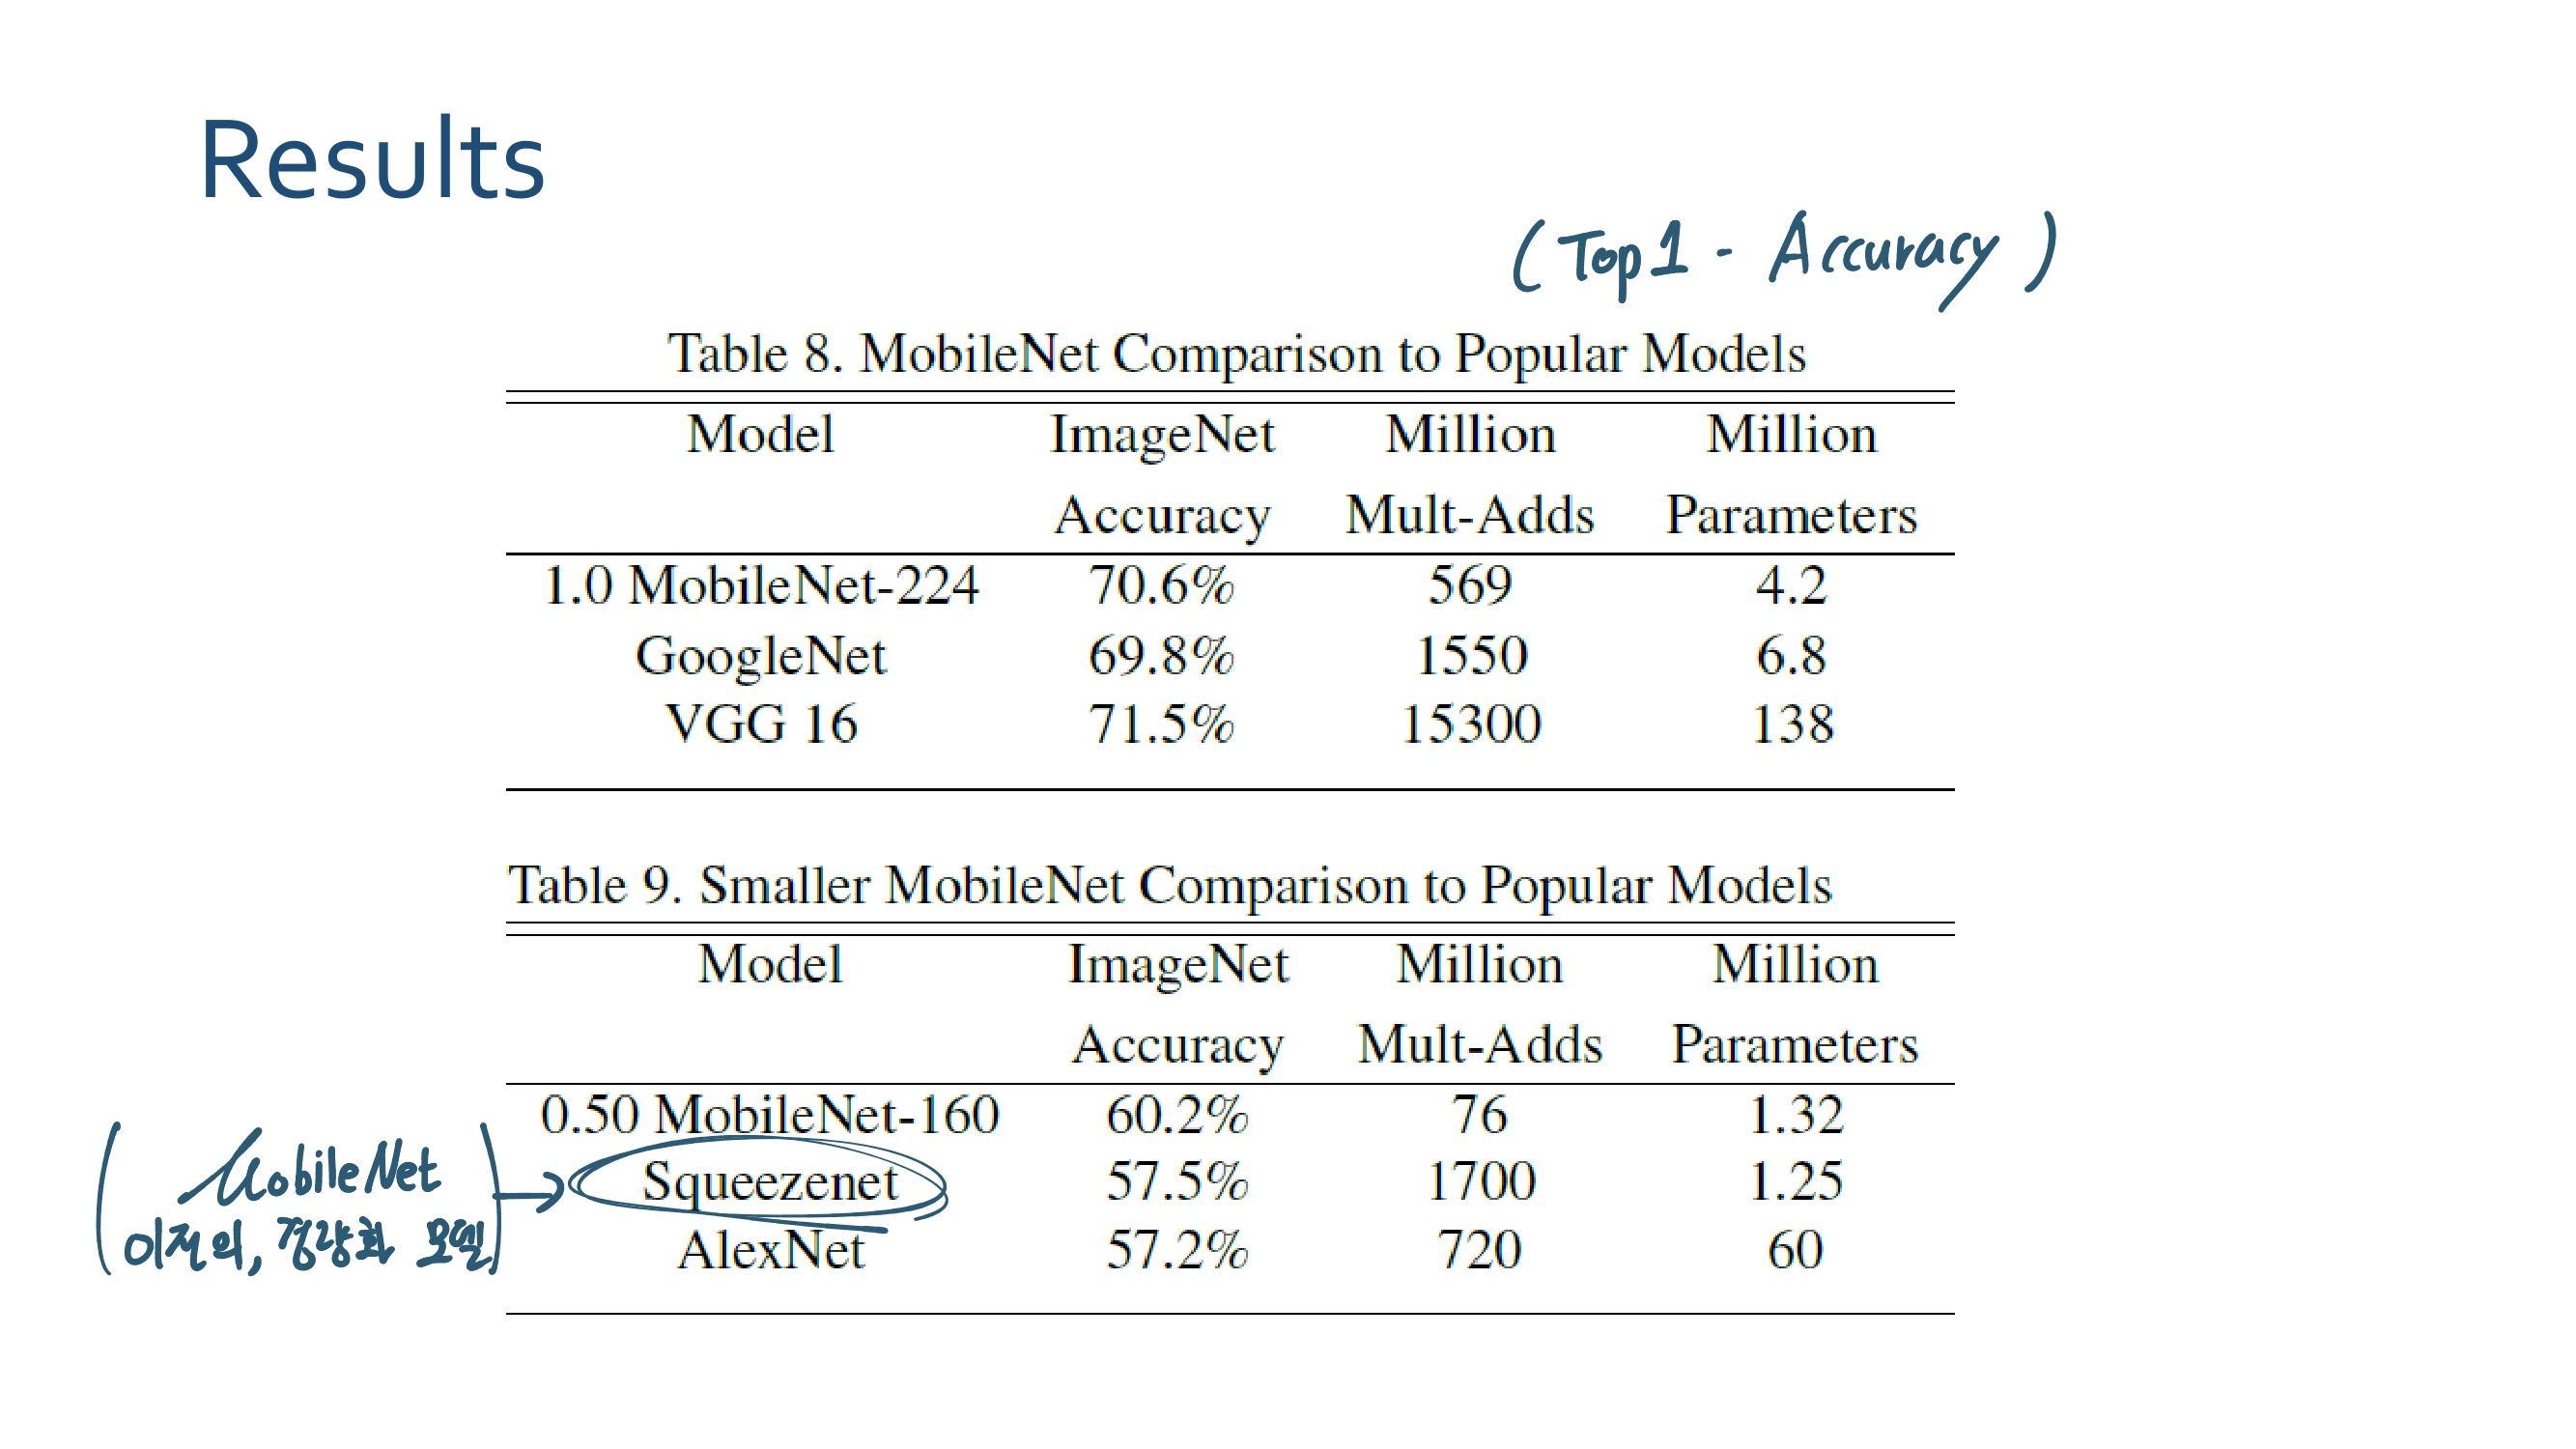 Results
(Top1 - Accuracy)
Table 8. MobileNet Comparison to Popular Models
Model ImageNet Million Million
Accuracy Mult-Adds Parameters
1.0 MobileNet-224 70.6% 569 4.2
GoogleNet 69.8% 1550 6.8
VGG 16 71.5% 15300 138
Table 9. Smaller MobileNet Comparison to Popular Models
Model ImageNet Million Million
Accuracy Mult-Adds Parameters
0.50 MobileNet-160 60.2% 76 1.32
Squeezenet 57.5% 1700 1.25
AlexNet 57.2% 720 60
(MobileNet
이전의, 경량화 모델)